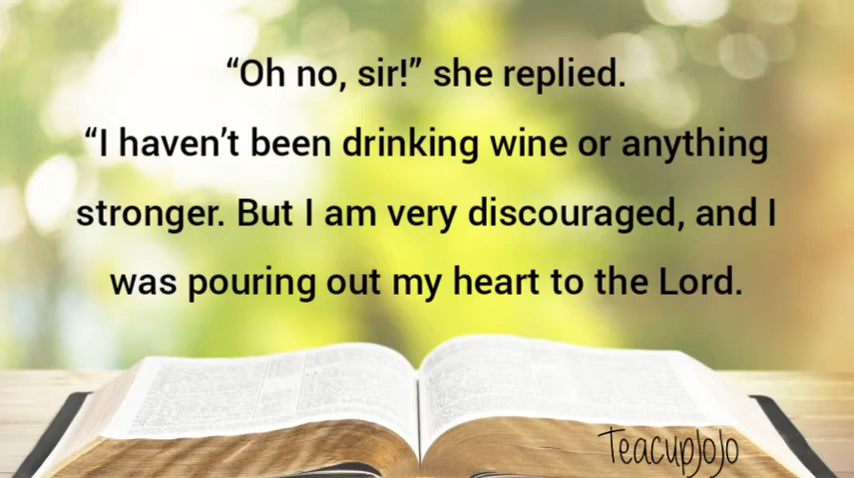 “Oh no, sir!” she replied.
“I haven’t been drinking wine or anything
stronger. But I am very discouraged, and I
was pouring out my heart to the Lord.
TeacupJoJo